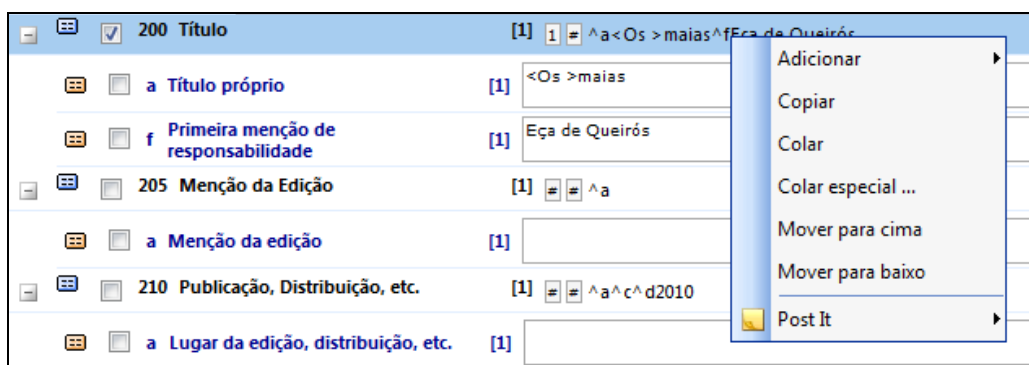 200 Título [1] 1 # ^a<Os >maias^fEça de Queirós
a Título próprio [1] <Os >maias
f Primeira menção de responsabilidade [1] Eça de Queirós
205 Menção da Edição [1] # # ^a
a Menção da edição [1]
210 Publicação, Distribuição, etc. [1] # # ^a^c^d2010
a Lugar da edição, distribuição, etc. [1]
Adicionar
Copiar
Colar
Colar especial ...
Mover para cima
Mover para baixo
Post It